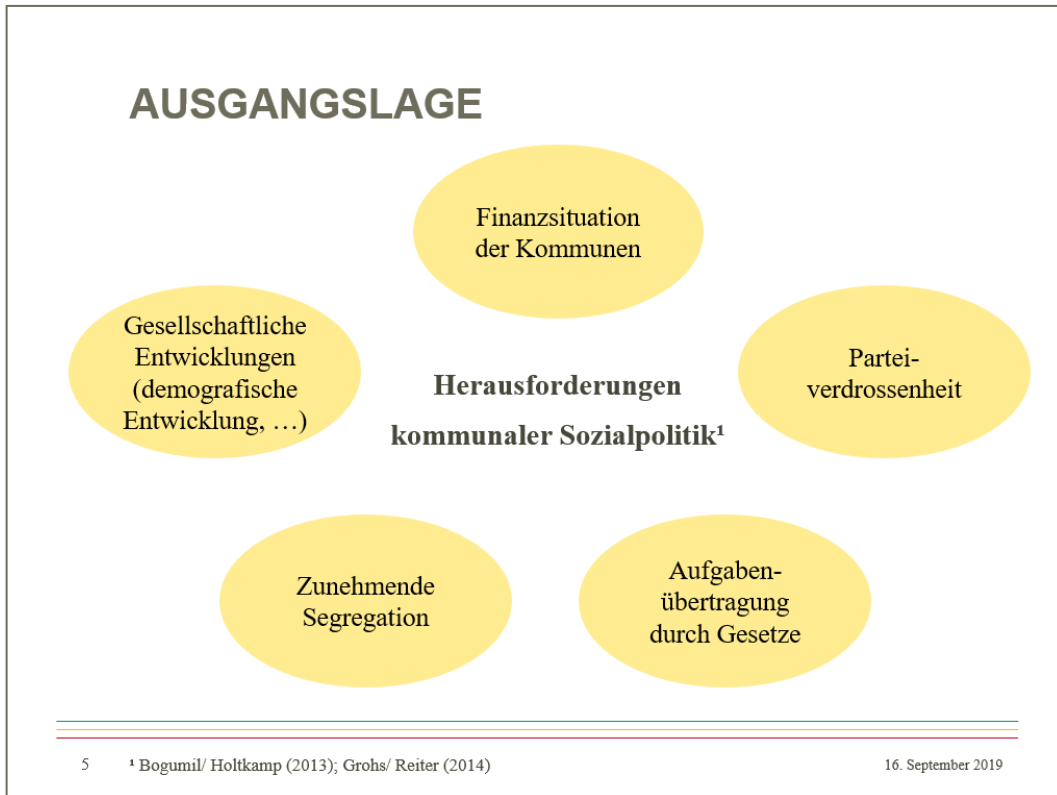 AUSGANGSLAGE
Finanzsituation
der Kommunen
Gesellschaftliche
Entwicklungen
(demografische
Entwicklung, …)
Partei-
verdrossenheit
Herausforderungen
kommunaler Sozialpolitik¹
Zunehmende
Segregation
Aufgaben-
übertragung
durch Gesetze
5 ¹ Bogumil/ Holtkamp (2013); Grohs/ Reiter (2014) 16. September 2019